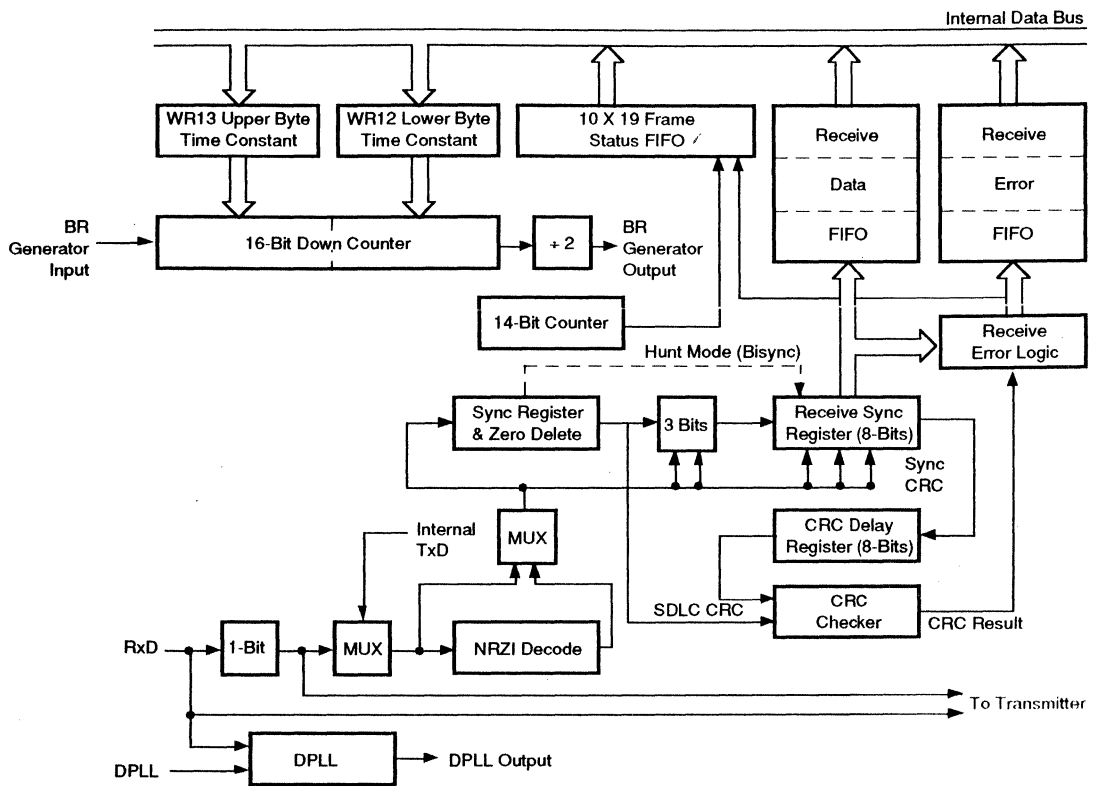 Internal Data Bus
WR13 Upper Byte
Time Constant
WR12 Lower Byte
Time Constant
10 X 19 Frame
Status FIFO
Receive
Data
FIFO
Receive
Error
FIFO
BR
Generator
Input
16-Bit Down Counter
÷ 2
BR
Generator
Output
14-Bit Counter
Receive
Error Logic
Hunt Mode (Bisync)
Sync Register
& Zero Delete
3 Bits
Receive Sync
Register (8-Bits)
Sync
CRC
Internal
TxD
MUX
CRC Delay
Register (8-Bits)
SDLC CRC
CRC
Checker
CRC Result
RxD
1-Bit
MUX
NRZI Decode
To Transmitter
DPLL
DPLL
DPLL Output